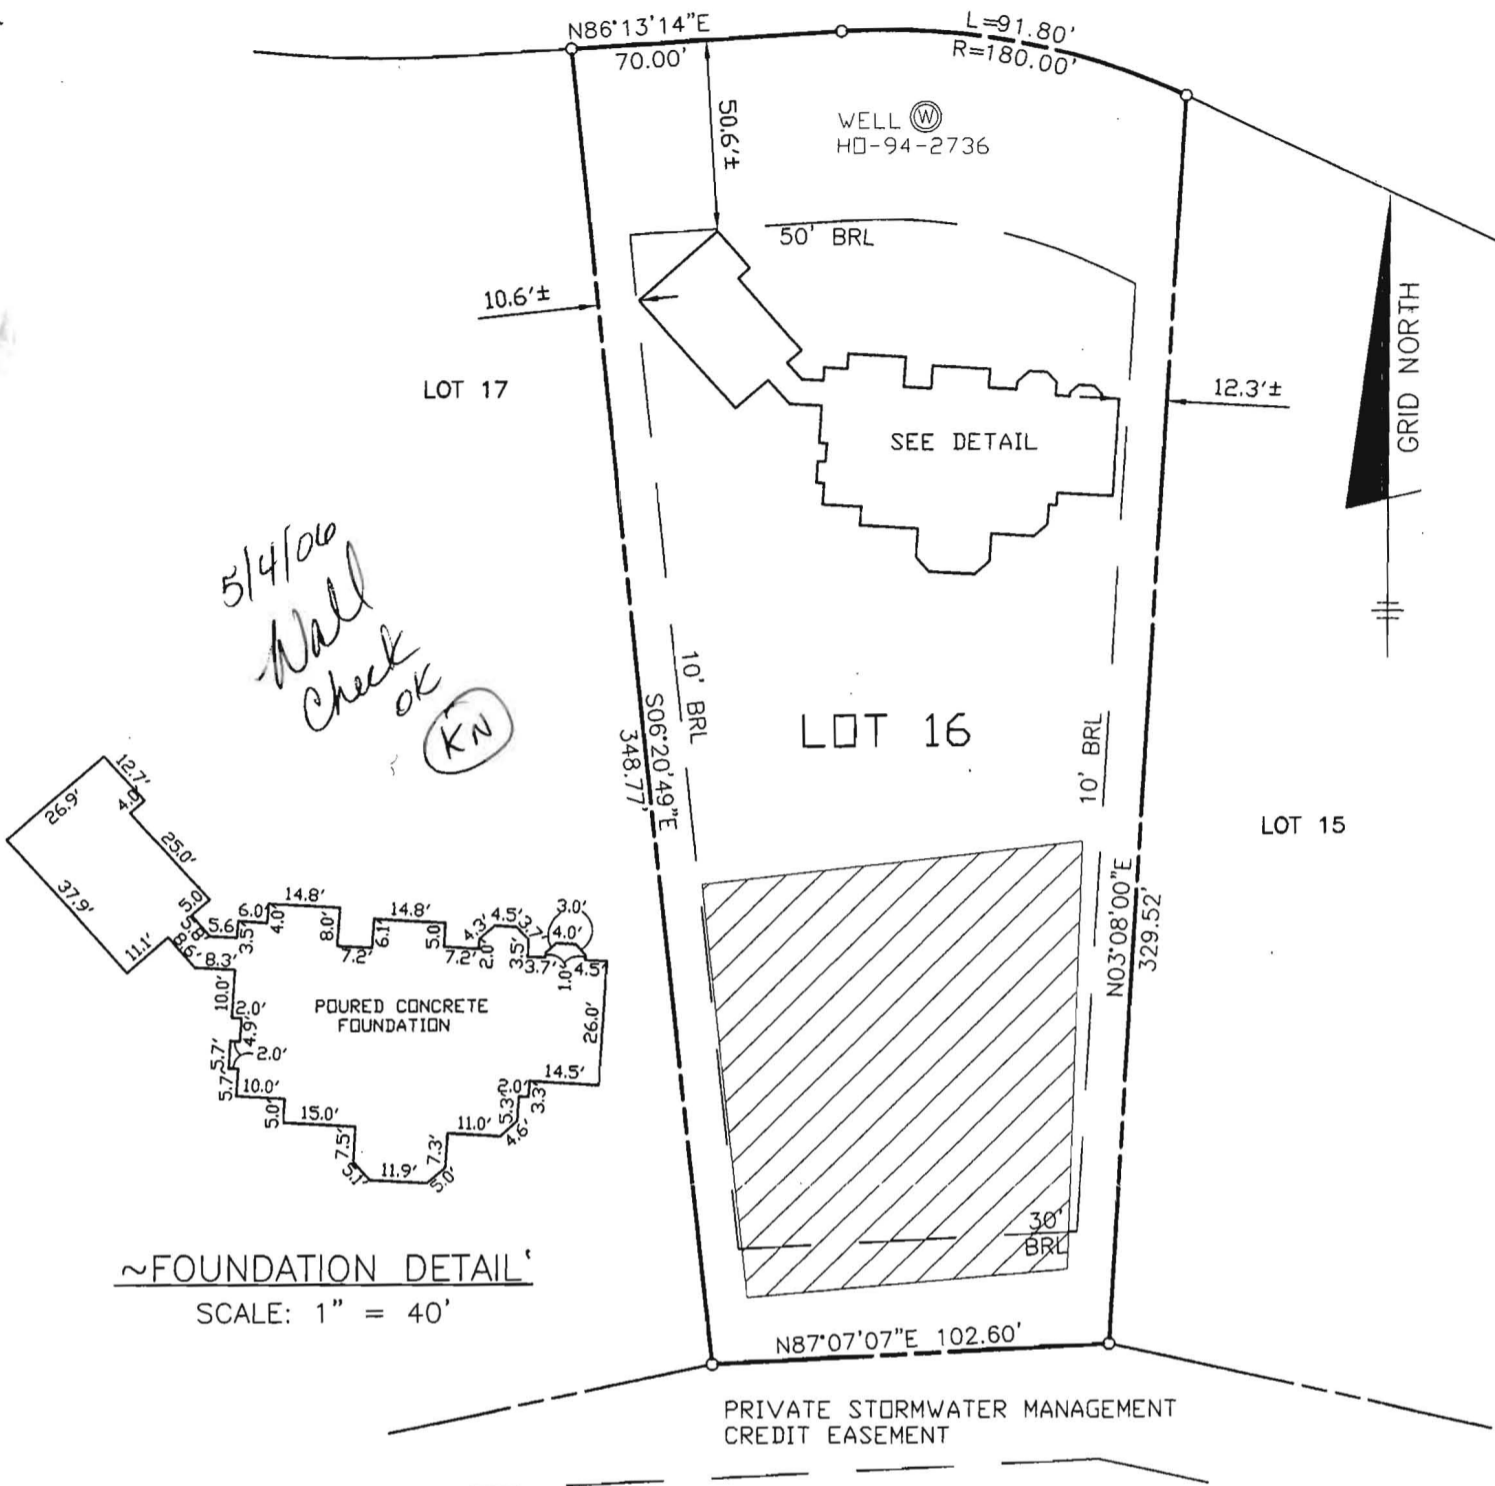 N86°13'14"E
70.00'
L=91.80'
R=180.00'
50.6'±
WELL W
HO-94-2736
50' BRL
10.6'±
LOT 17
12.3'±
GRID NORTH
SEE DETAIL
5/4/06
Wall
Check
OK
KN
10' BRL
S06°20'49"E
348.77'
LOT 16
10' BRL
LOT 15
N03°08'00"E
329.52'
12.7'
4.0'
26.9'
25.0'
37.9'
5.0'
5.8'
11.1'
8.6'
5.6'
6.0'
3.5'
4.0'
14.8'
8.0'
7.2'
6.1'
14.8'
5.0'
7.2'
2.0'
4.3'
4.5'
3.7'
3.5'
3.7'
3.0'
4.0'
1.0'
4.5'
8.3'
10.0'
2.0'
4.9'
5.7'
2.0'
5.7'
10.0'
5.0'
15.0'
7.5'
5.1'
11.9'
5.0'
7.3'
11.0'
4.6'
5.3'
2.0'
3.3'
14.5'
26.0'
POURED CONCRETE
FOUNDATION
~FOUNDATION DETAIL'
SCALE: 1" = 40'
30'
BRL
N87°07'07"E 102.60'
PRIVATE STORMWATER MANAGEMENT
CREDIT EASEMENT